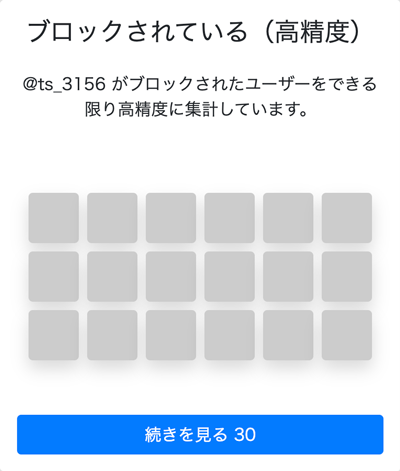 ブロックされている（高精度）
@ts_3156 がブロックされたユーザーをできる
限り高精度に集計しています。
続きを見る 30